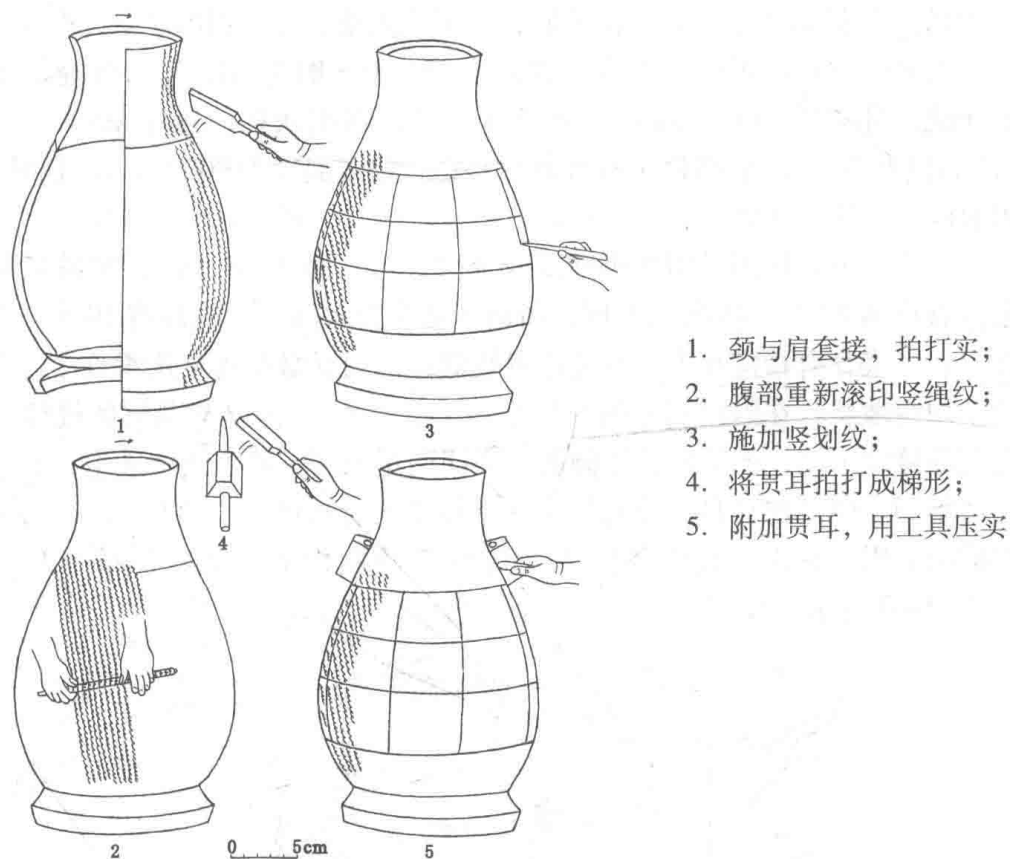 1
3
4
2
5
0 5cm
1. 颈与肩套接，拍打实；
2. 腹部重新滚印竖绳纹；
3. 施加竖划纹；
4. 将贯耳拍打成梯形；
5. 附加贯耳，用工具压实